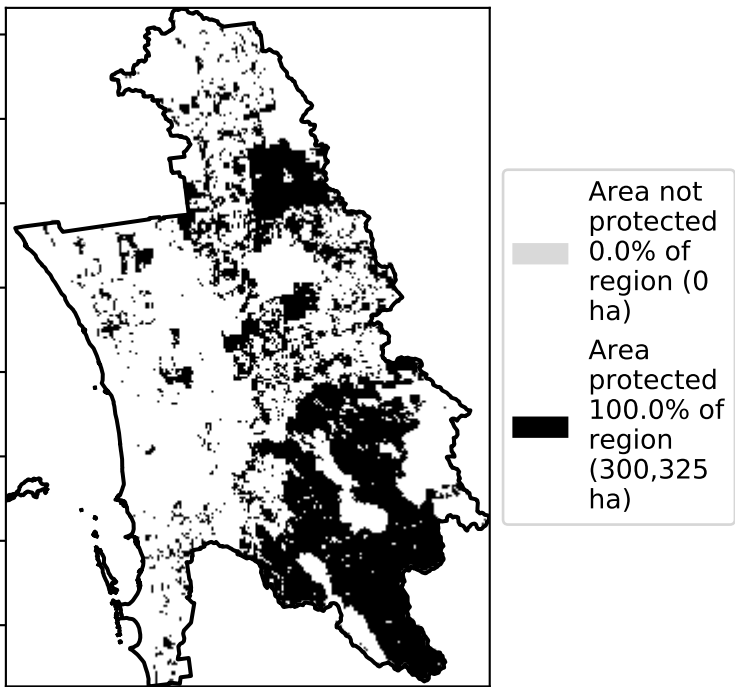 Area not
protected
0.0% of
region (0
ha)
Area
protected
100.0% of
region
(300,325
ha)